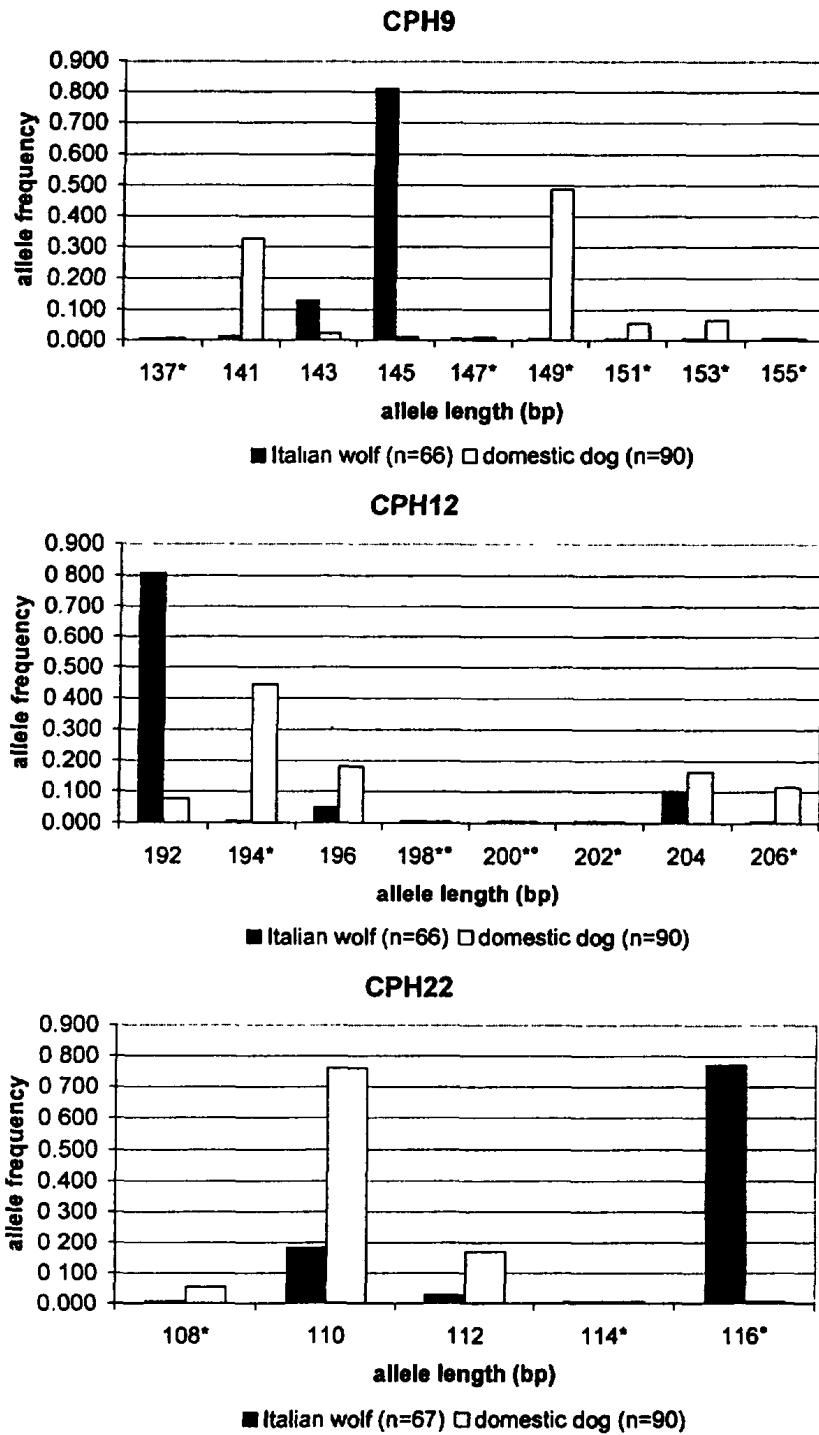 CPH9
0.900
0.800
0.700
0.600
0.500
0.400
0.300
0.200
0.100
0.000
allele frequency
137* 141 143 145 147* 149* 151* 153* 155*
allele length (bp)
Italian wolf (n=66) domestic dog (n=90)
CPH12
0.900
0.800
0.700
0.600
0.500
0.400
0.300
0.200
0.100
0.000
allele frequency
192 194* 196 198** 200** 202* 204 206*
allele length (bp)
Italian wolf (n=66) domestic dog (n=90)
CPH22
0.900
0 800
0 700
0 600
0 500
0 400
0 300
0 200
0 100
0.000
allele frequency
108* 110 112 114* 116*
allele length (bp)
Italian wolf (n=67) domestic dog (n=90)